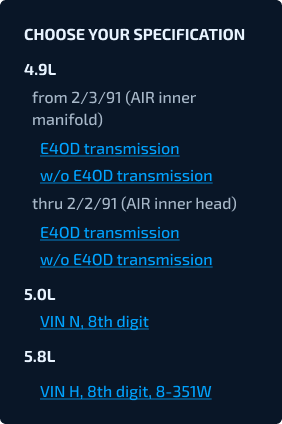 CHOOSE YOUR SPECIFICATION
4.9L
from 2/3/91 (AIR inner
manifold)
E4OD transmission
w/o E4OD transmission
thru 2/2/91 (AIR inner head)
E4OD transmission
w/o E4OD transmission
5.0L
VIN N, 8th digit
5.8L
VIN H, 8th digit, 8-351W